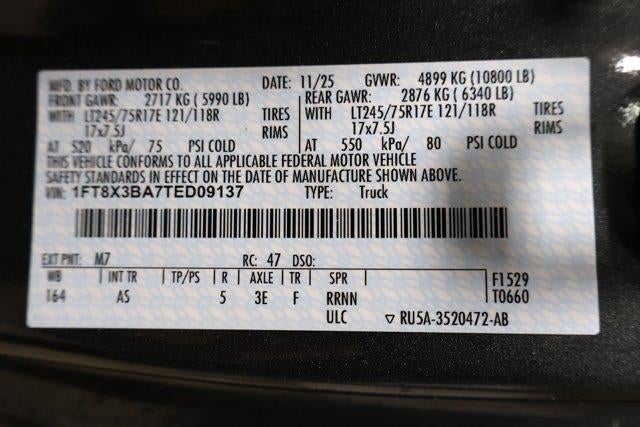 MFD. BY FORD MOTOR CO. DATE: 11/25 GVWR: 4899 KG (10800 LB)
FRONT GAWR: 2717 KG ( 5990 LB) REAR GAWR: 2876 KG ( 6340 LB)
WITH LT245/75R17E 121/118R TIRES WITH LT245/75R17E 121/118R TIRES
17x7.5J RIMS 17x7.5J RIMS
AT 520 kPa/ 75 PSI COLD AT 550 kPa/ 80 PSI COLD
THIS VEHICLE CONFORMS TO ALL APPLICABLE FEDERAL MOTOR VEHICLE
SAFETY STANDARDS IN EFFECT ON THE DATE OF MANUFACTURE SHOWN ABOVE.
VIN: 1FT8X3BA7TED09137 TYPE: Truck
EXT PNT: M7 RC: 47 DSO:
WB INT TR TP/PS R AXLE TR SPR F1529
164 AS 5 3E F RRNN T0660
ULC ▽ RU5A-3520472-AB